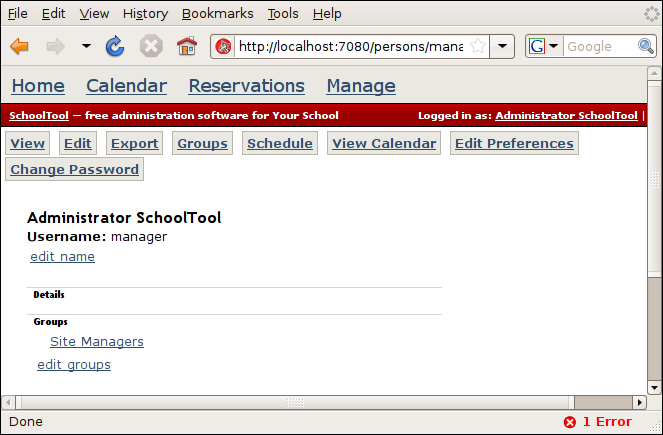 File Edit View History Bookmarks Tools Help
http://localhost:7080/persons/mana Google
Home Calendar Reservations Manage
SchoolTool — free administration software for Your School Logged in as: Administrator SchoolTool |
View Edit Export Groups Schedule View Calendar Edit Preferences
Change Password
Administrator SchoolTool
Username: manager
edit name
Details
Groups
Site Managers
edit groups
Done 1 Error